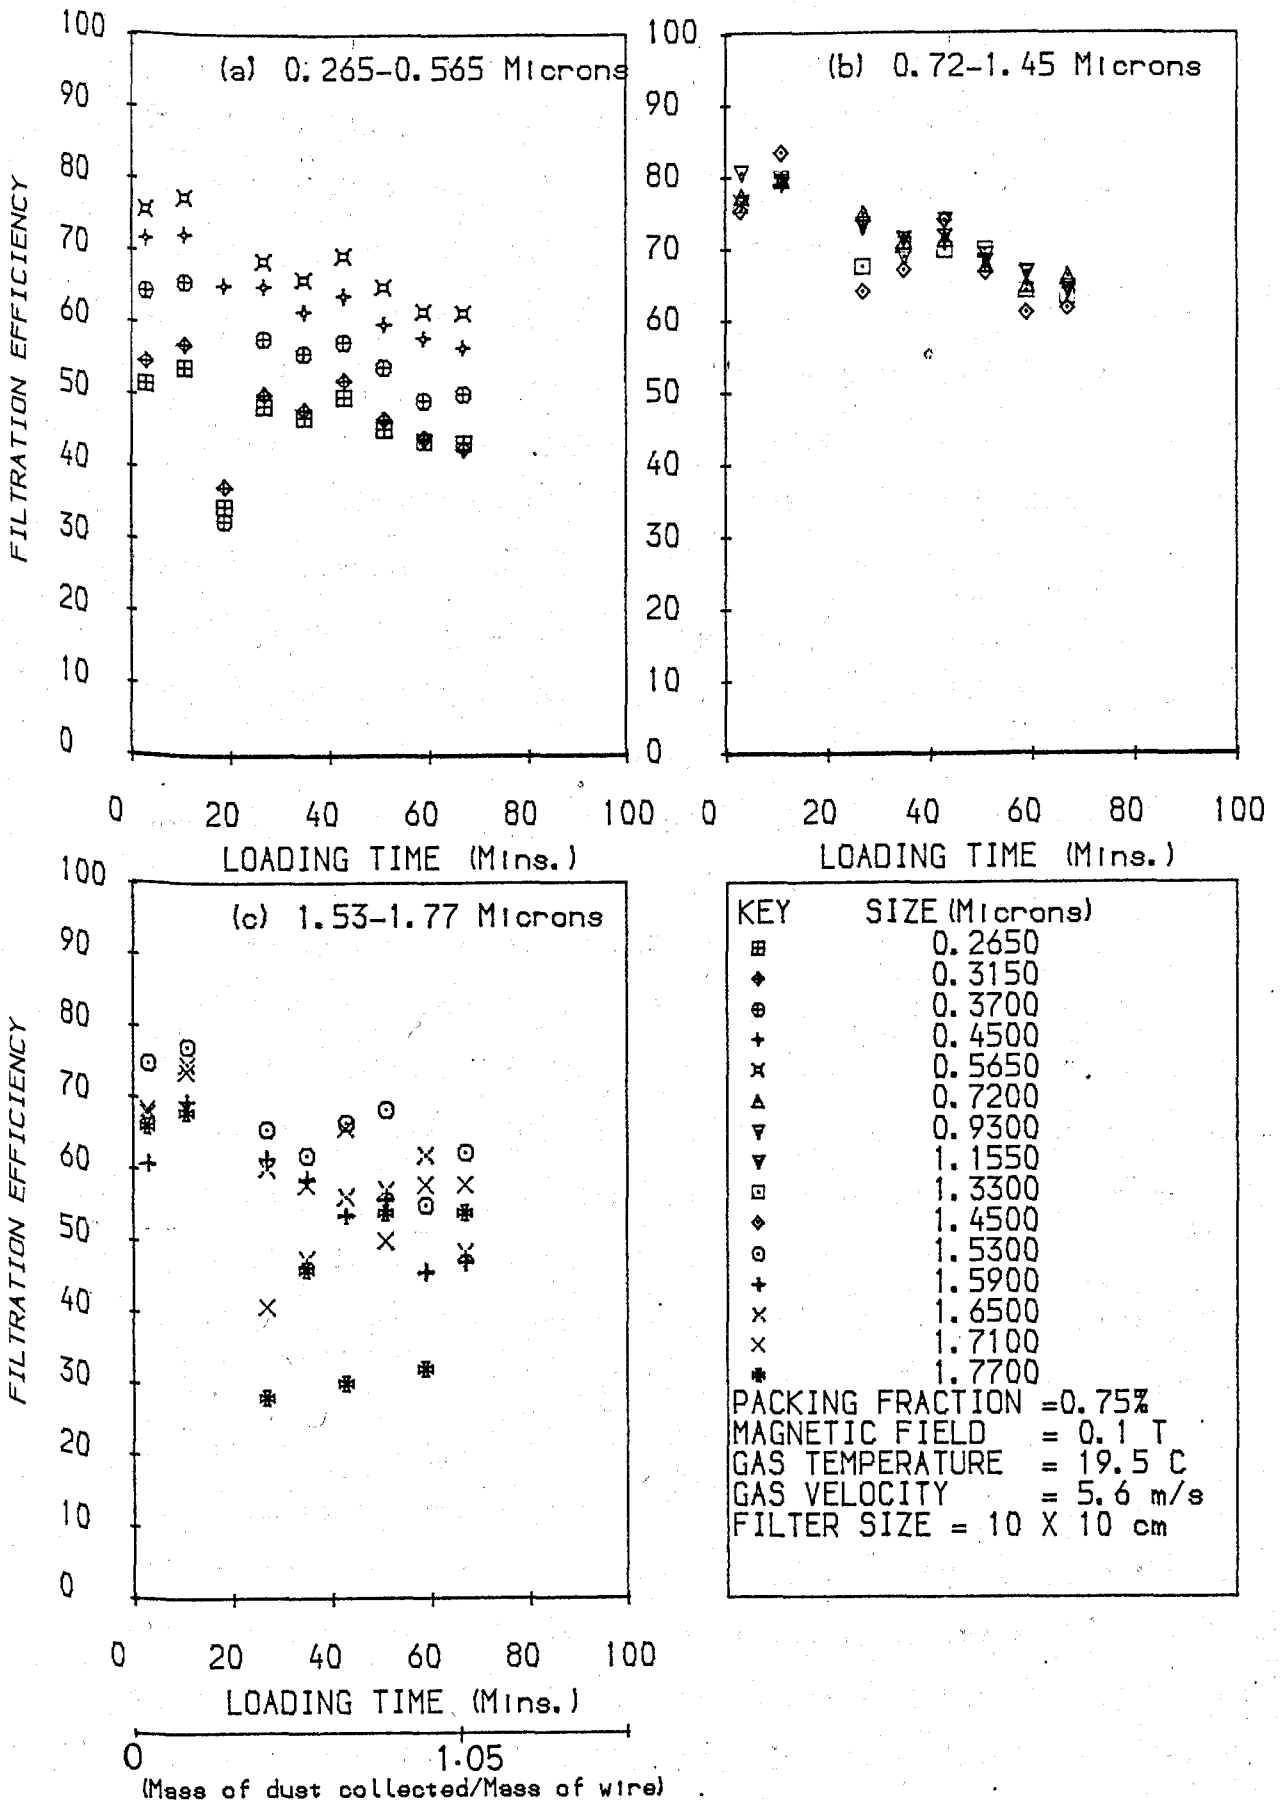 (a) 0.265-0.565 Microns
100
90
80
70
60
50
40
30
20
10
0
FILTRATION EFFICIENCY
0 20 40 60 80 100
LOADING TIME (Mins.)
(b) 0.72-1.45 Microns
100
90
80
70
60
50
40
30
20
10
0
0 20 40 60 80 100
LOADING TIME (Mins.)
(c) 1.53-1.77 Microns
100
90
80
70
60
50
40
30
20
10
0
FILTRATION EFFICIENCY
0 20 40 60 80 100
LOADING TIME (Mins.)
0 1.05
(Mass of dust collected/Mass of wire)
KEY SIZE (Microns)
0.2650
0.3150
0.3700
0.4500
0.5650
0.7200
0.9300
1.1550
1.3300
1.4500
1.5300
1.5900
1.6500
1.7100
1.7700
PACKING FRACTION =0.75%
MAGNETIC FIELD = 0.1 T
GAS TEMPERATURE = 19.5 C
GAS VELOCITY = 5.6 m/s
FILTER SIZE = 10 X 10 cm